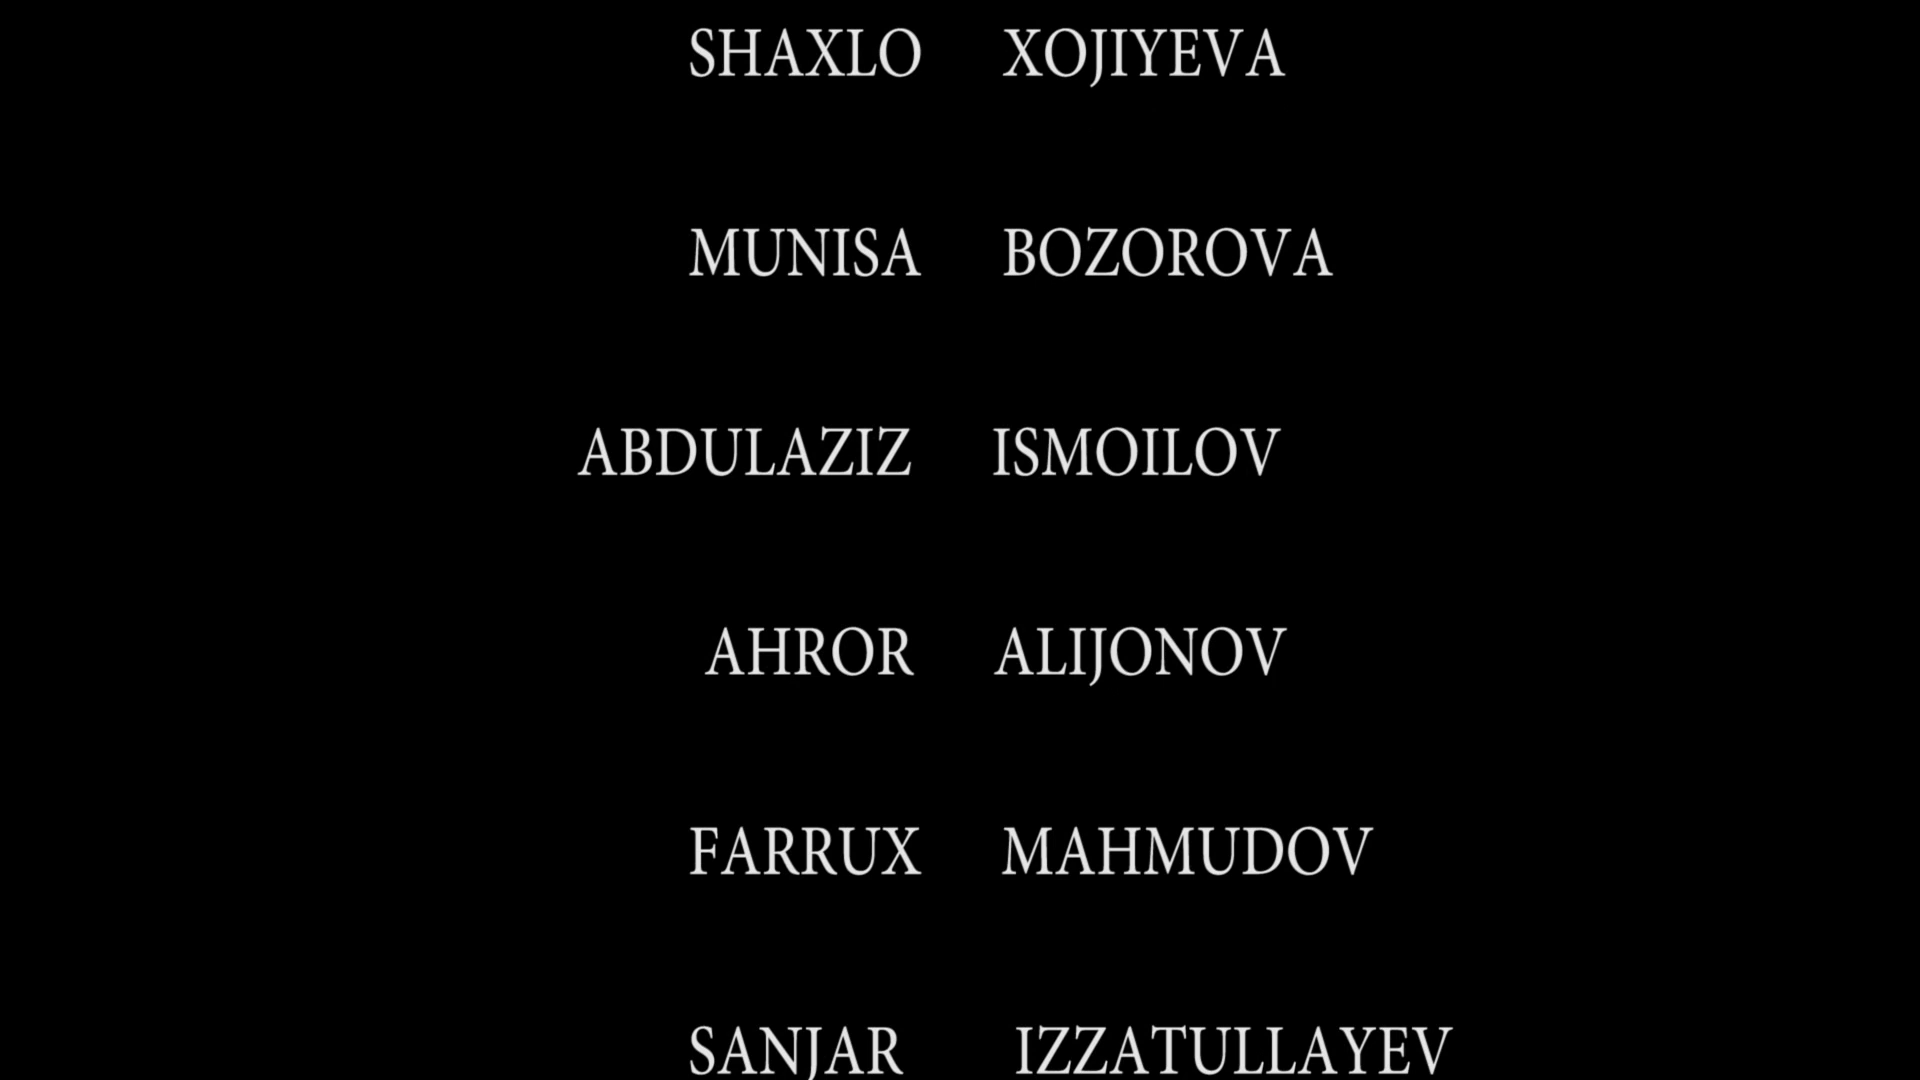 SHAXLO XOJIYEVA
MUNISA BOZOROVA
ABDULAZIZ ISMOILOV
AHROR ALIJONOV
FARRUX MAHMUDOV
SANJAR IZZATULLAYEV